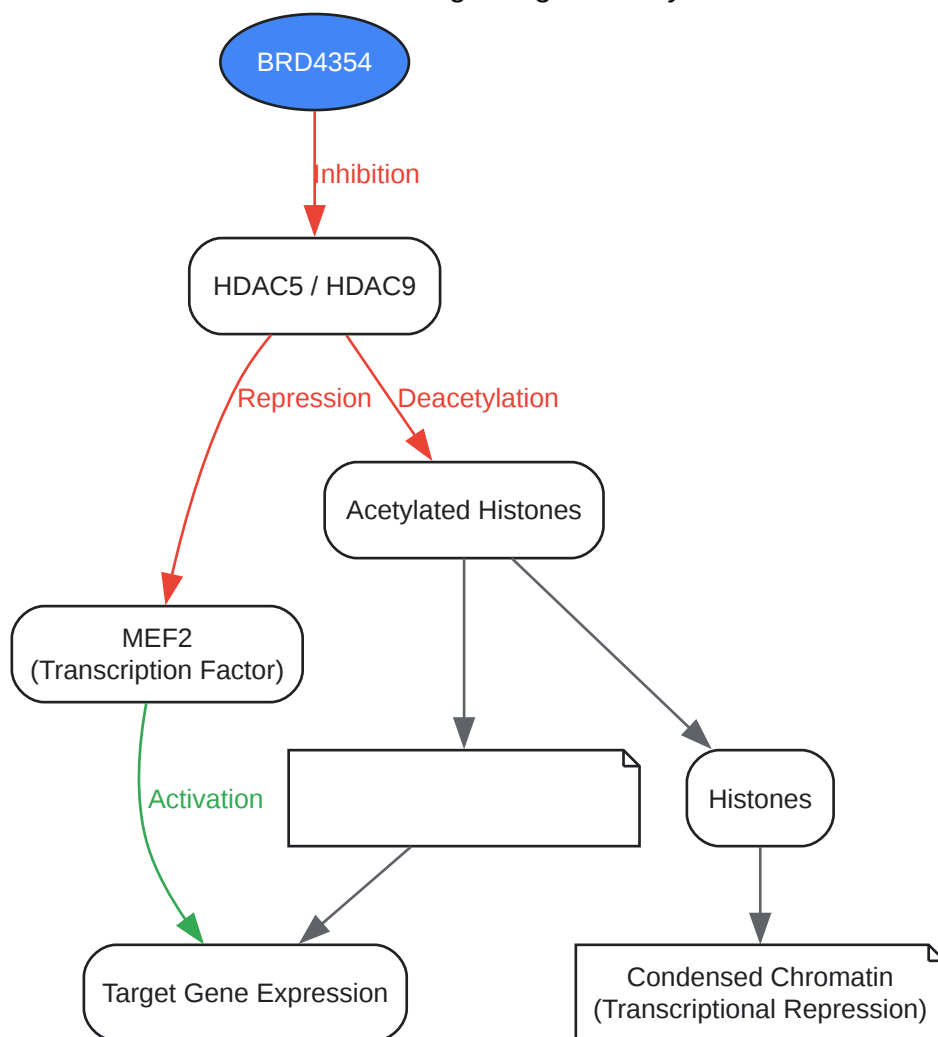 BRD4354
Inhibition
HDAC5 / HDAC9
Repression
Deacetylation
Acetylated Histones
MEF2
(Transcription Factor)
Activation
Histones
Target Gene Expression
Condensed Chromatin
(Transcriptional Repression)